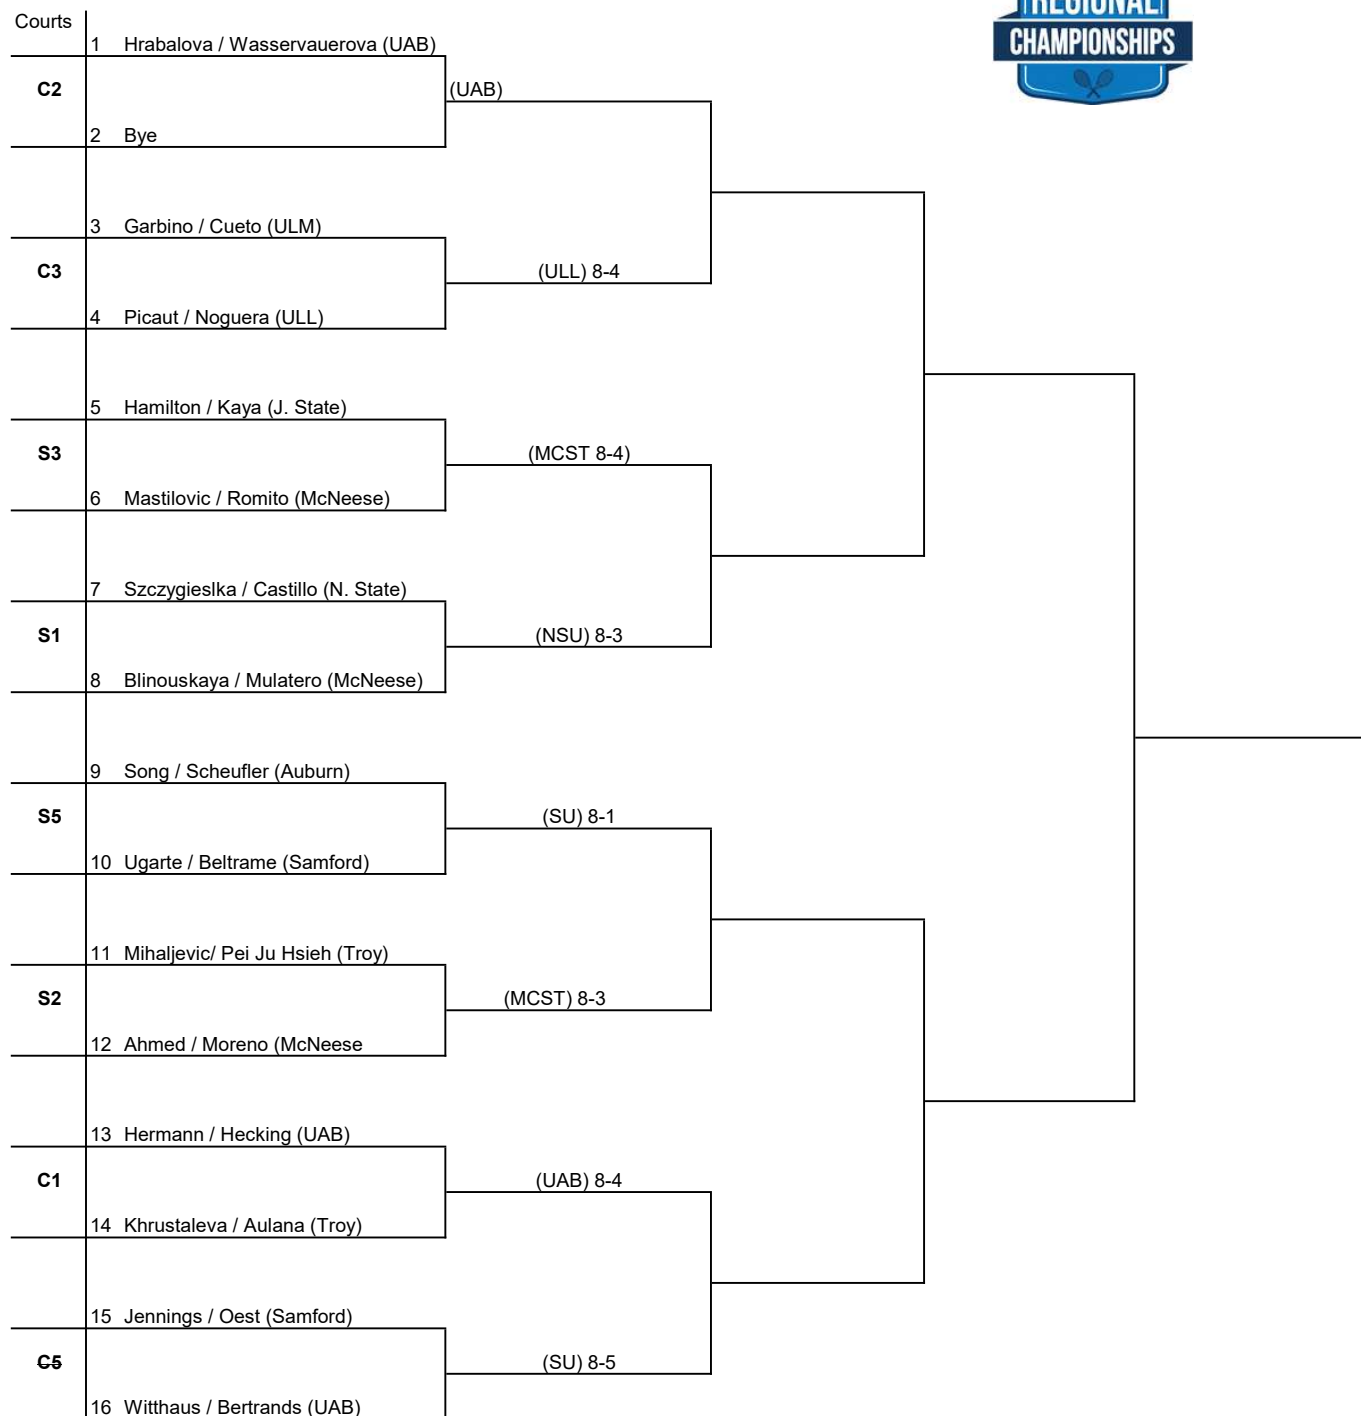 REGIONAL
CHAMPIONSHIPS
Courts
1 Hrabalova / Wasservauerova (UAB)
C2 (UAB)
2 Bye
3 Garbino / Cueto (ULM)
C3 (ULL) 8-4
4 Picaut / Noguera (ULL)
5 Hamilton / Kaya (J. State)
S3 (MCST 8-4)
6 Mastilovic / Romito (McNeese)
7 Szczygieslka / Castillo (N. State)
S1 (NSU) 8-3
8 Blinouskaya / Mulatero (McNeese)
9 Song / Scheufler (Auburn)
S5 (SU) 8-1
10 Ugarte / Beltrame (Samford)
11 Mihaljevic/ Pei Ju Hsieh (Troy)
S2 (MCST) 8-3
12 Ahmed / Moreno (McNeese
13 Hermann / Hecking (UAB)
C1 (UAB) 8-4
14 Khrustaleva / Aulana (Troy)
15 Jennings / Oest (Samford)
C5 (SU) 8-5
16 Witthaus / Bertrands (UAB)